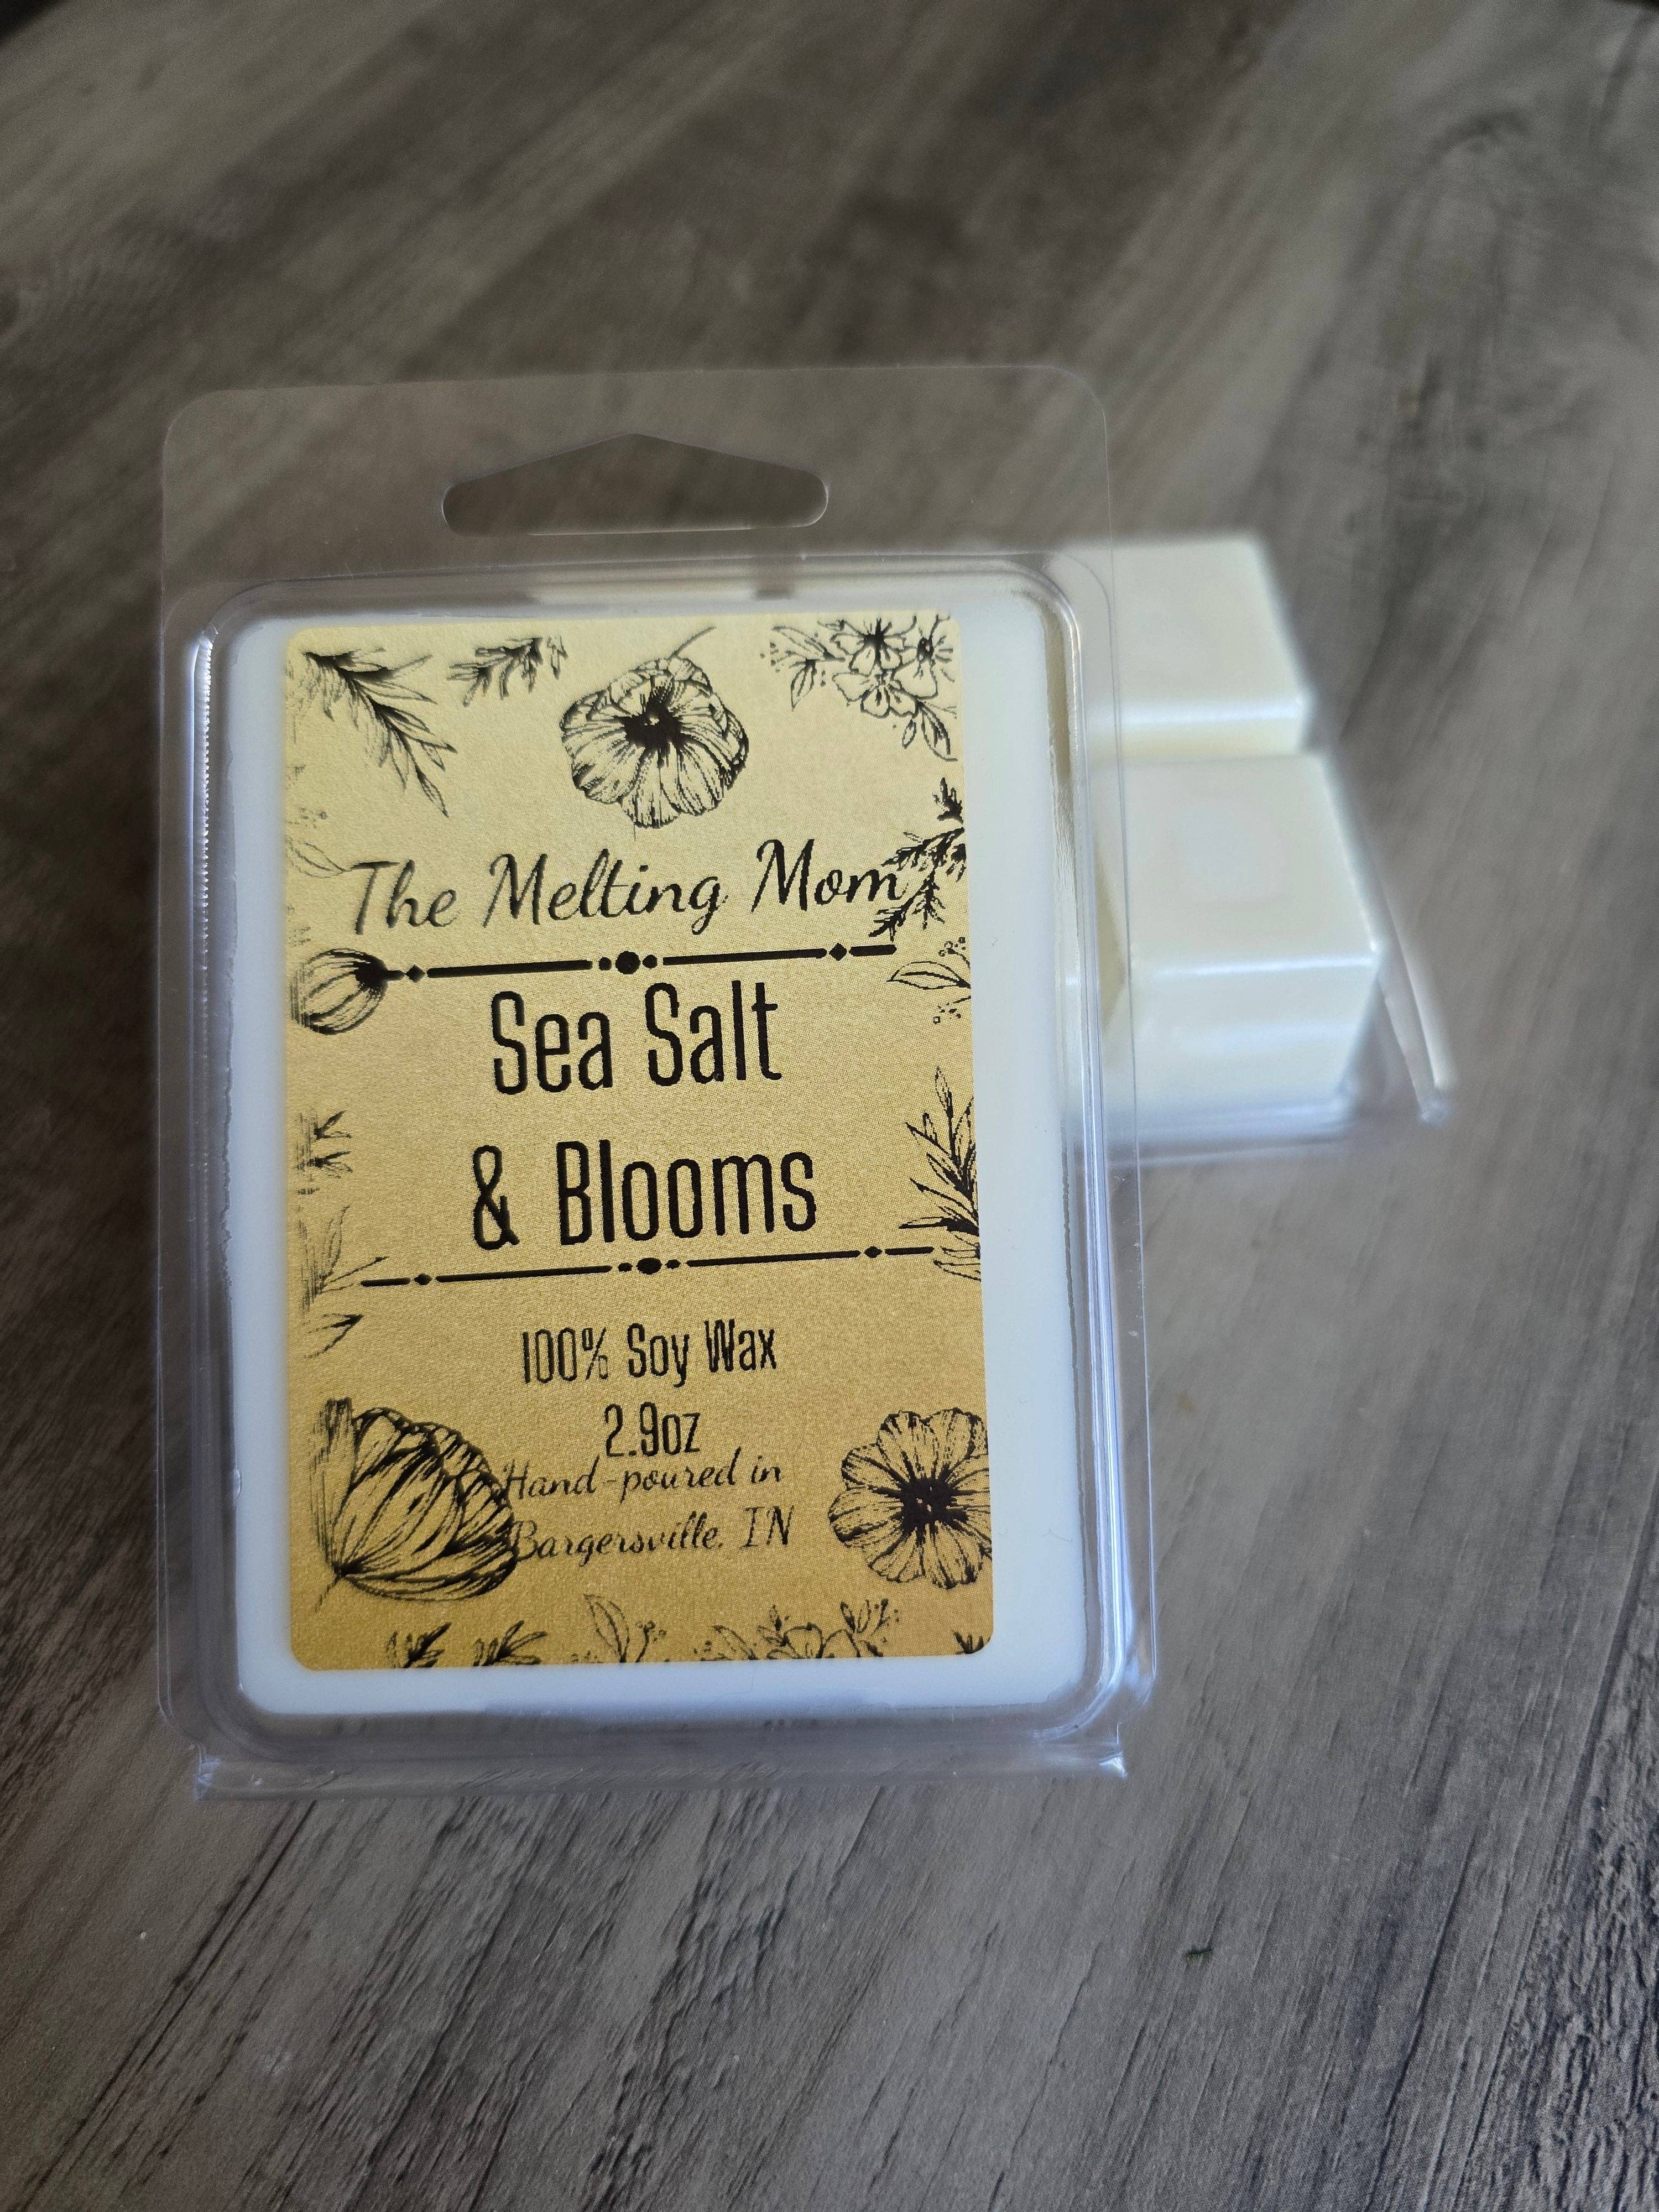 The Melting Mom
Sea Salt
& Blooms
100% Soy Wax
2.9oz
Hand-poured in
Bargersville, IN